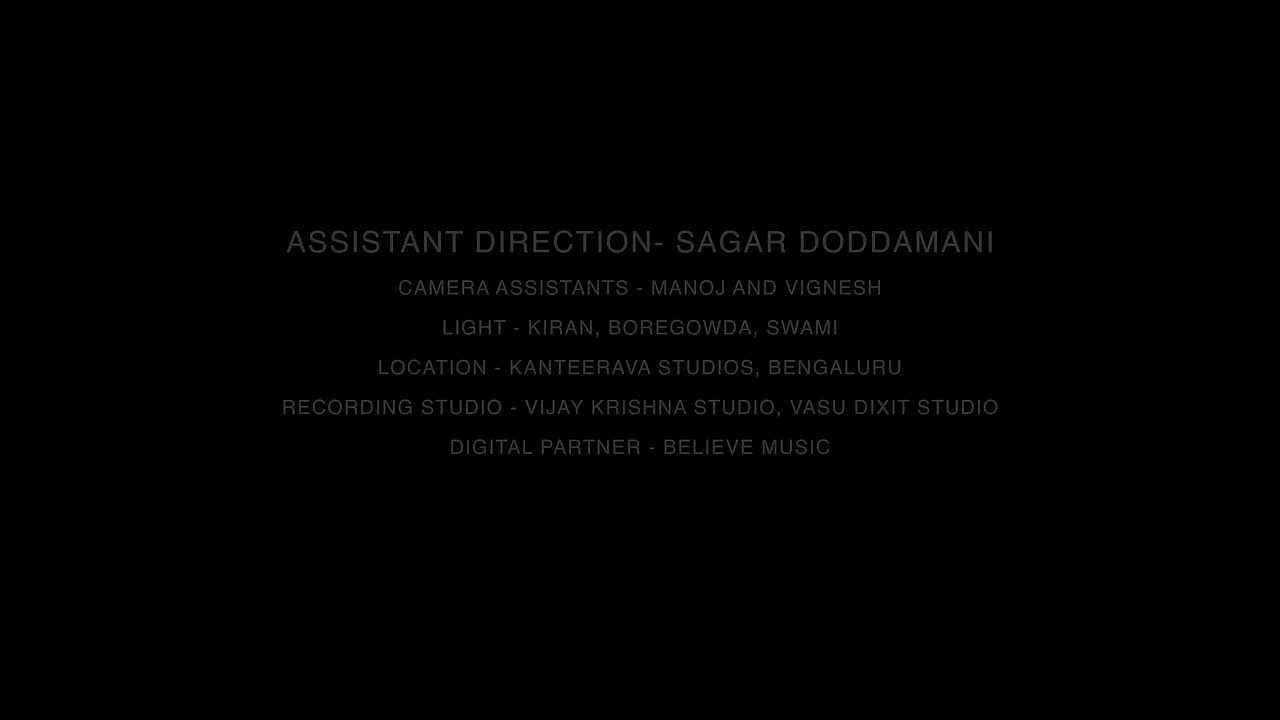 ASSISTANT DIRECTION- SAGAR DODDAMANI
CAMERA ASSISTANTS - MANOJ AND VIGNESH
LIGHT - KIRAN, BOREGOWDA, SWAMI
LOCATION - KANTEERAVA STUDIOS, BENGALURU
RECORDING STUDIO - VIJAY KRISHNA STUDIO, VASU DIXIT STUDIO
DIGITAL PARTNER - BELIEVE MUSIC